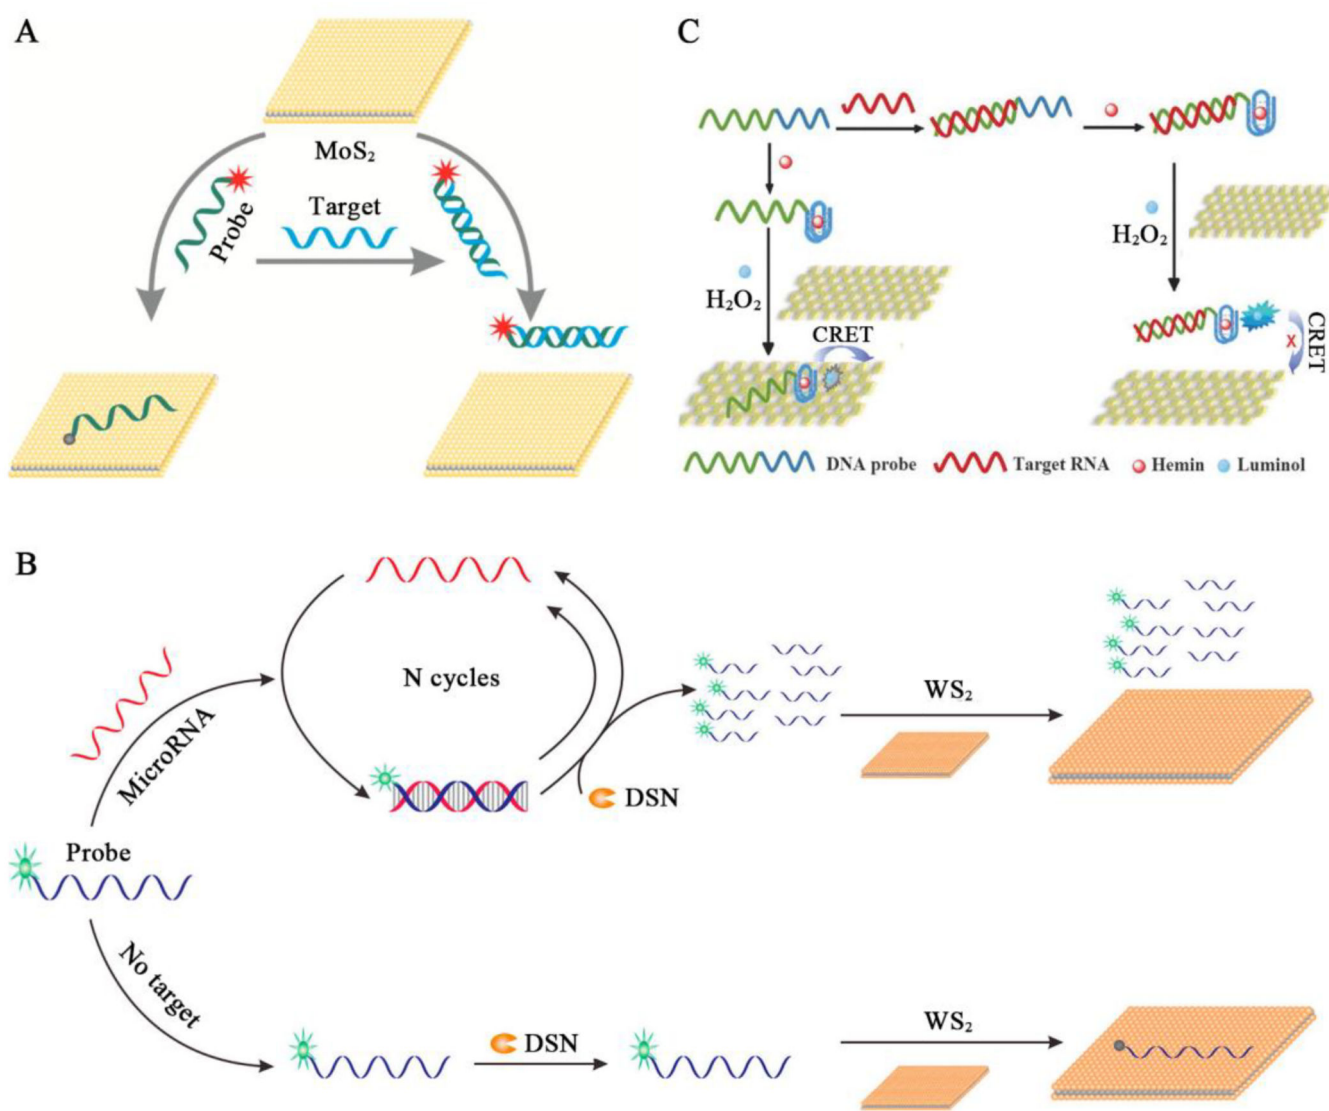 A
MoS₂
Probe
Target
C
H₂O₂
H₂O₂
CRET
CRET
X
DNA probe
Target RNA
Hemin
Luminol
B
MicroRNA
N cycles
DSN
WS₂
Probe
No target
DSN
WS₂